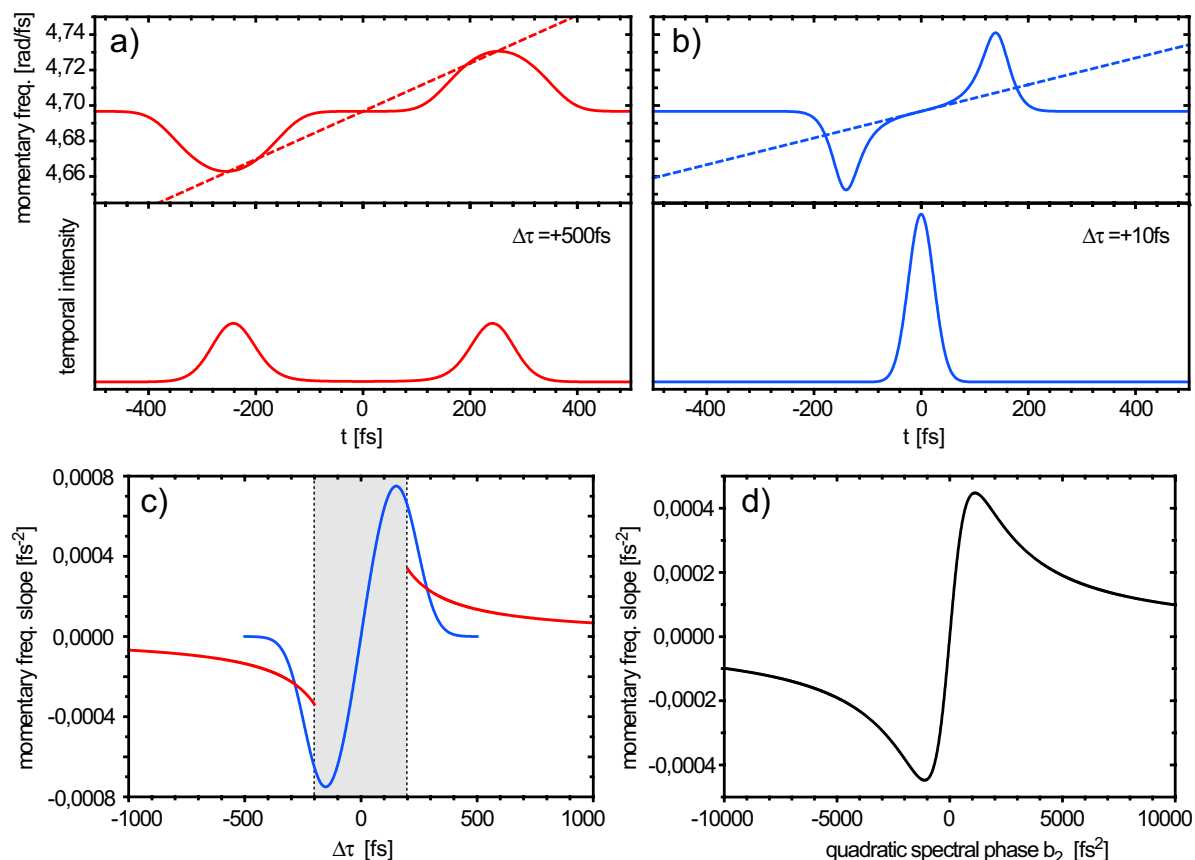 a)
momentary freq. [rad/fs]
4,74
4,72
4,70
4,68
4,66
b)
temporal intensity
Δτ =+500fs
Δτ =+10fs
-400 -200 0 200 400
t [fs]
-400 -200 0 200 400
t [fs]
c)
momentary freq. slope [fs⁻²]
0,0008
0,0004
0,0000
-0,0004
-0,0008
-1000 -500 0 500 1000
Δτ [fs]
d)
momentary freq. slope [fs⁻²]
0,0004
0,0002
0,0000
-0,0002
-0,0004
-10000 -5000 0 5000 10000
quadratic spectral phase b₂ [fs²]